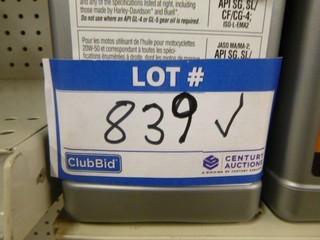 any of the specifications listed at right, including
those made by Harley-Davidson® and Buell®.
Do not use where an API GL-4 or GL-5 gear oil is required.
API SG, SL/
CF/CG-4;
ISO-L-EMA2
Pour les motos utilisant de l'huile pour motocyclettes
20W-50 et correspondant à toutes les spéci-
JASO MA/MA-2;
API SG, SL/
LOT #
839 ✓
ClubBid
CENTURY
AUCTIONS